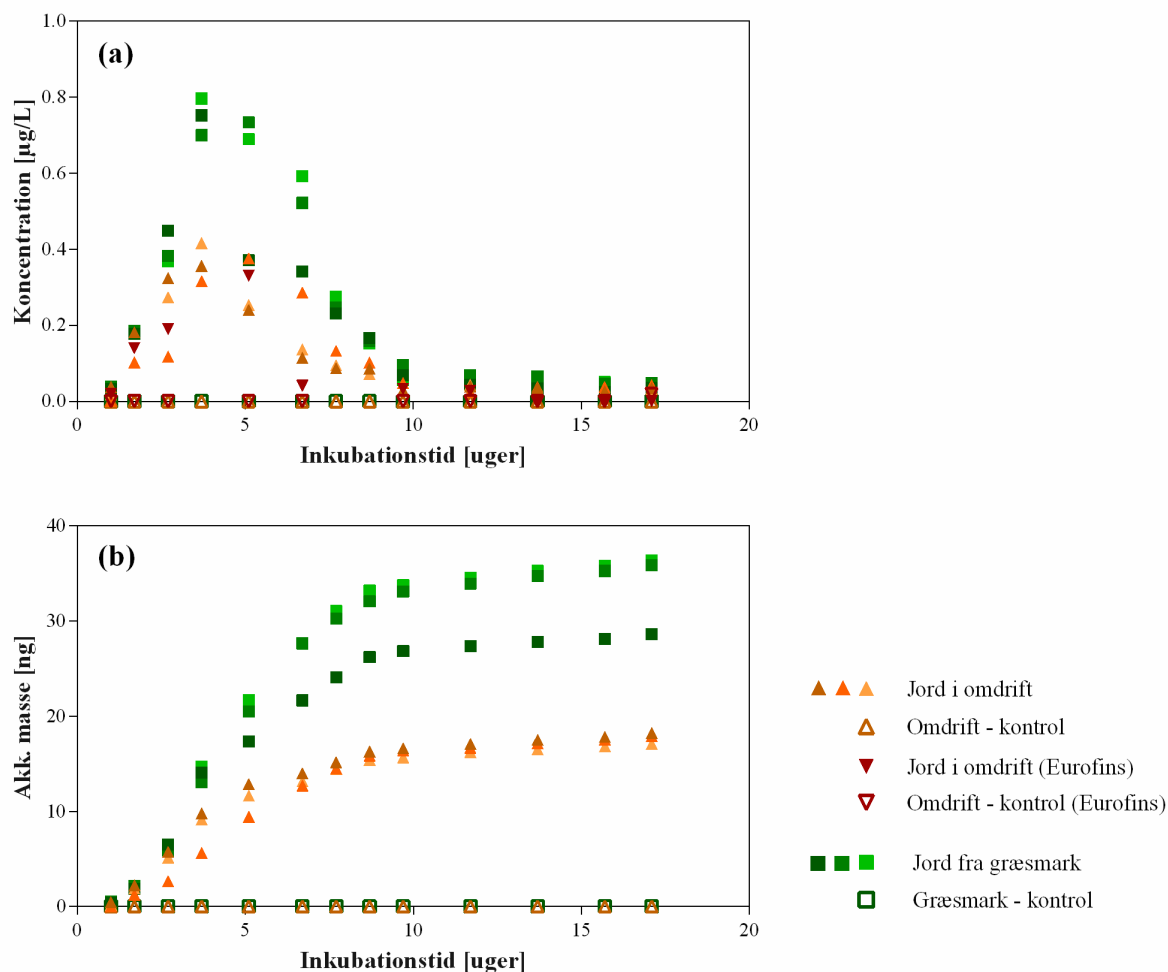 (a)
Koncentration [µg/L]
1.0
0.8
0.6
0.4
0.2
0.0
0 5 10 15 20
Inkubationstid [uger]
(b)
Akk. masse [ng]
40
30
20
10
0
0 5 10 15 20
Inkubationstid [uger]
Jord i omdrift
Omdrift - kontrol
Jord i omdrift (Eurofins)
Omdrift - kontrol (Eurofins)
Jord fra græsmark
Græsmark - kontrol